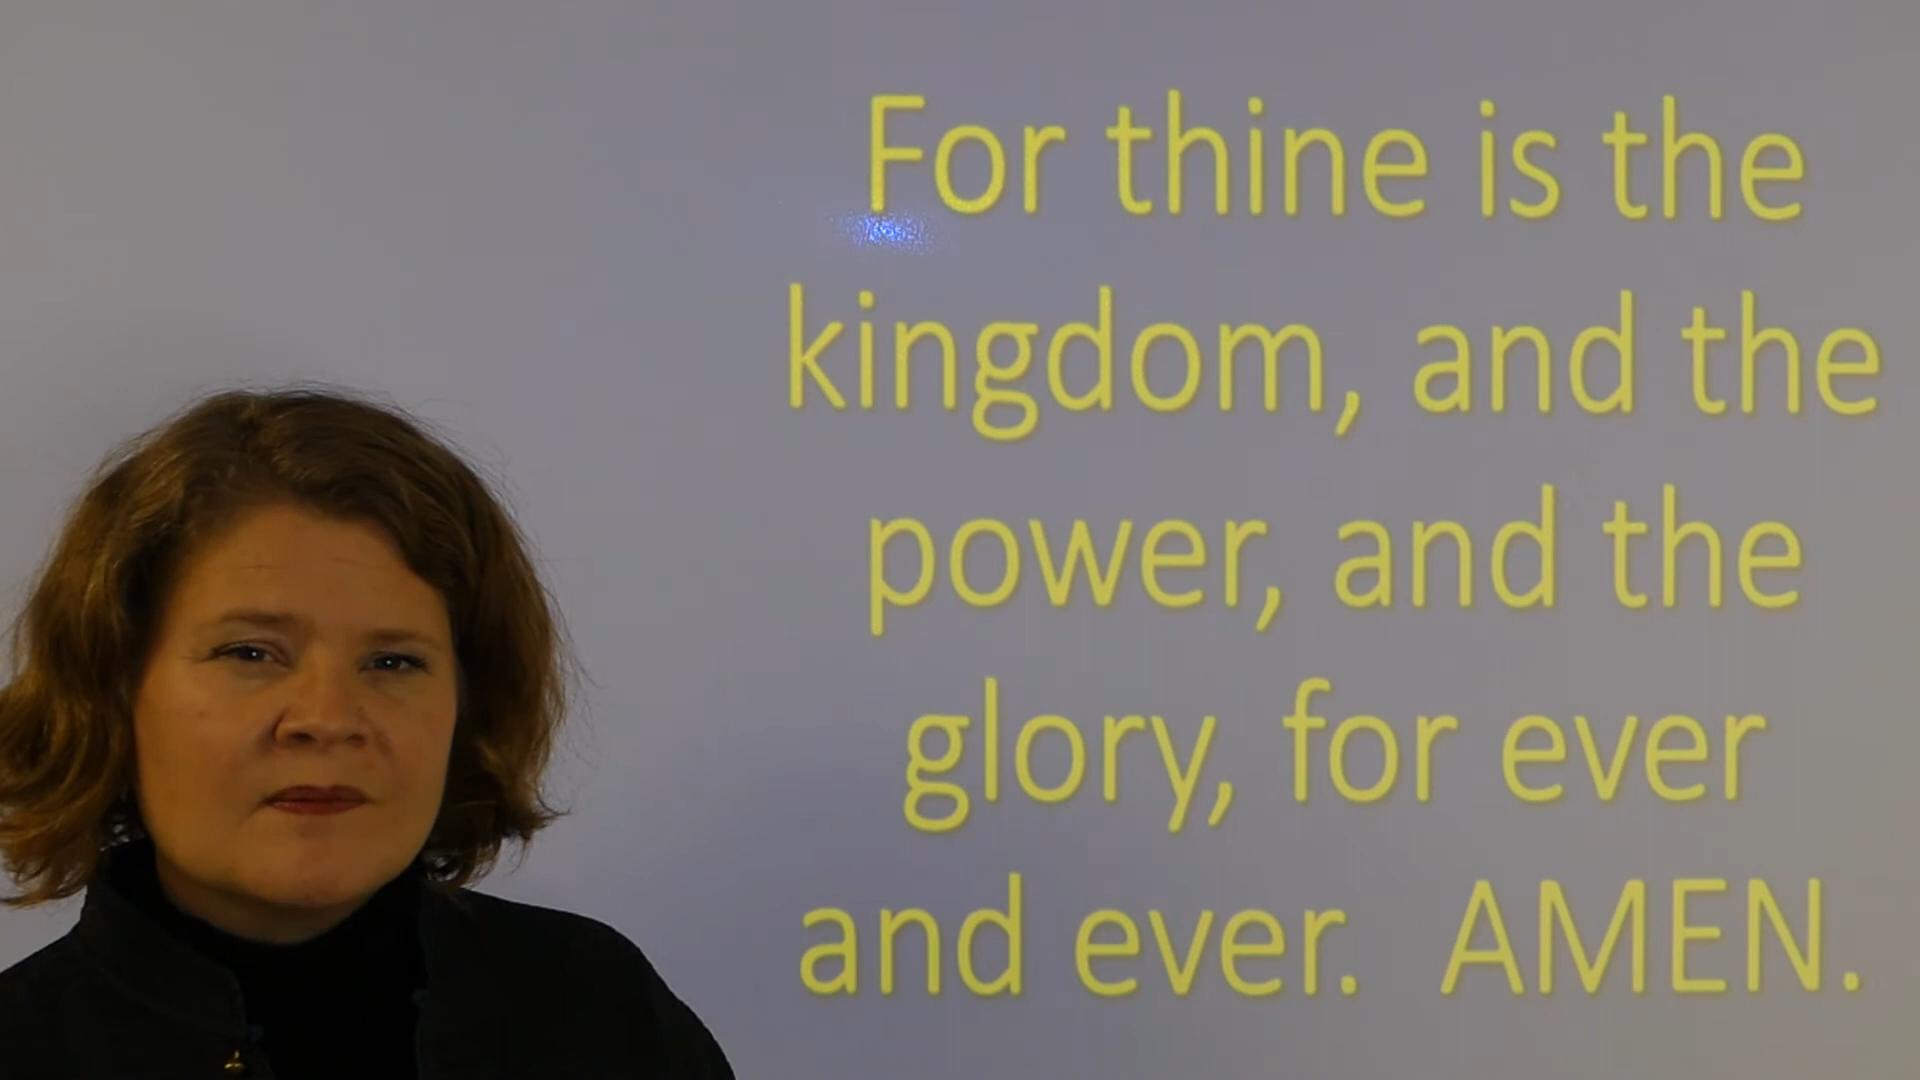 For thine is the
kingdom, and the
power, and the
glory, for ever
and ever.  AMEN.